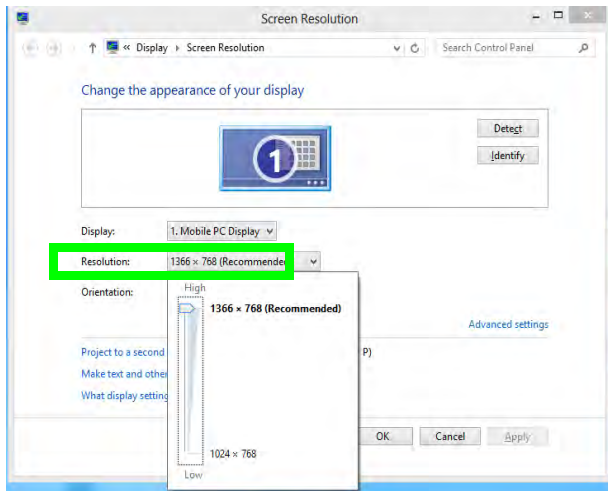 Screen Resolution
« Display Screen Resolution
Search Control Panel
Change the appearance of your display
1
Detect
Identify
Display: 1. Mobile PC Display
Resolution: 1366 × 768 (Recommended
Orientation:
High
1366 × 768 (Recommended)
Advanced settings
Project to a second P)
Make text and other
What display setting
OK Cancel Apply
1024 × 768
Low